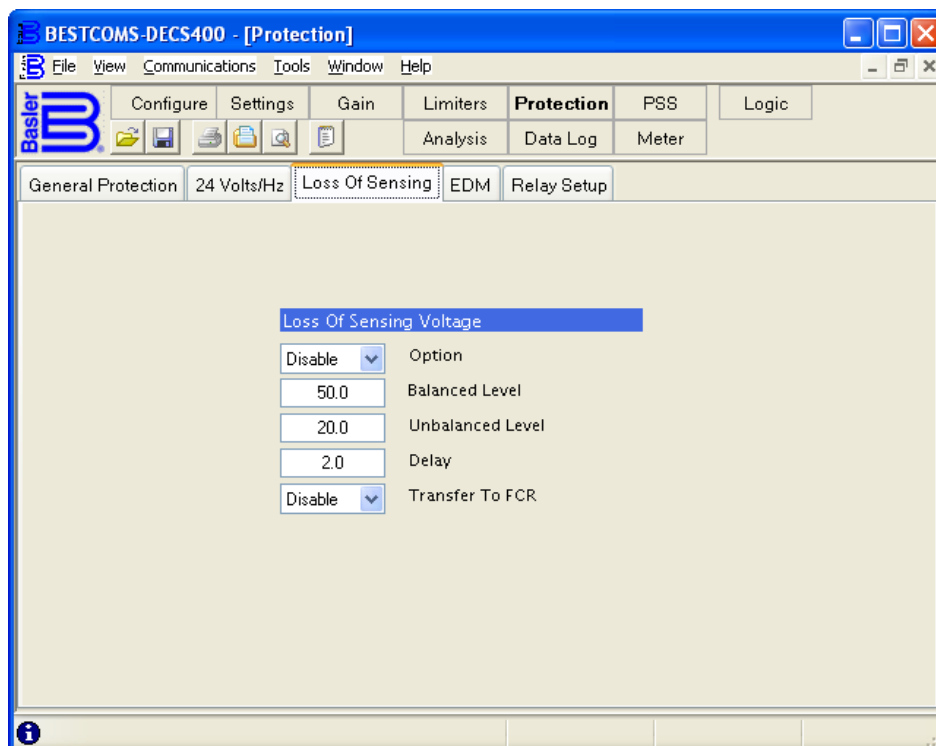 BESTCOMS-DECS400 - [Protection]
File View Communications Tools Window Help
Basler
Configure Settings Gain Limiters Protection PSS Logic
Analysis Data Log Meter
General Protection 24 Volts/Hz Loss Of Sensing EDM Relay Setup
Loss Of Sensing Voltage
Disable Option
50.0 Balanced Level
20.0 Unbalanced Level
2.0 Delay
Disable Transfer To FCR